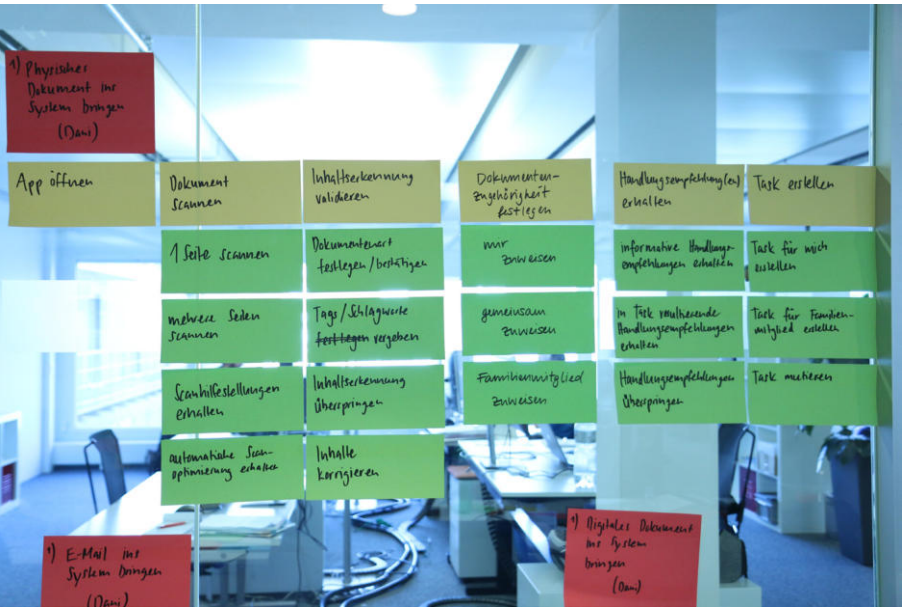 1) Physisches
Dokument ins
System bringen
(Dani)
App öffnen
Dokument
scannen
Inhaltserkennung
validieren
Dokumenten-
zugehörigkeit
festlegen
Handlungsempfehlung(en)
erhalten
Task erstellen
1 Seite scannen
Dokumentenart
festlegen/bestätigen
mir
zuweisen
informative Handlungs-
empfehlungen erhalten
Task für mich
erstellen
mehrere Seiten
scannen
Tags/Schlagworte
festlegen vergeben
gemeinsam
zuweisen
in Task resultierende
Handlungsempfehlungen
erhalten
Task für Familien-
mitglied erstellen
Scanhilfestellungen
erhalten
Inhaltserkennung
überspringen
Familienmitglied
zuweisen
Handlungsempfehlungen
überspringen
Task mutieren
automatische Scan-
optimierung erhalten
Inhalte
korrigieren
1) E-Mail ins
System bringen
(Dani)
1) Digitales Dokument
ins System
bringen
(Dani)